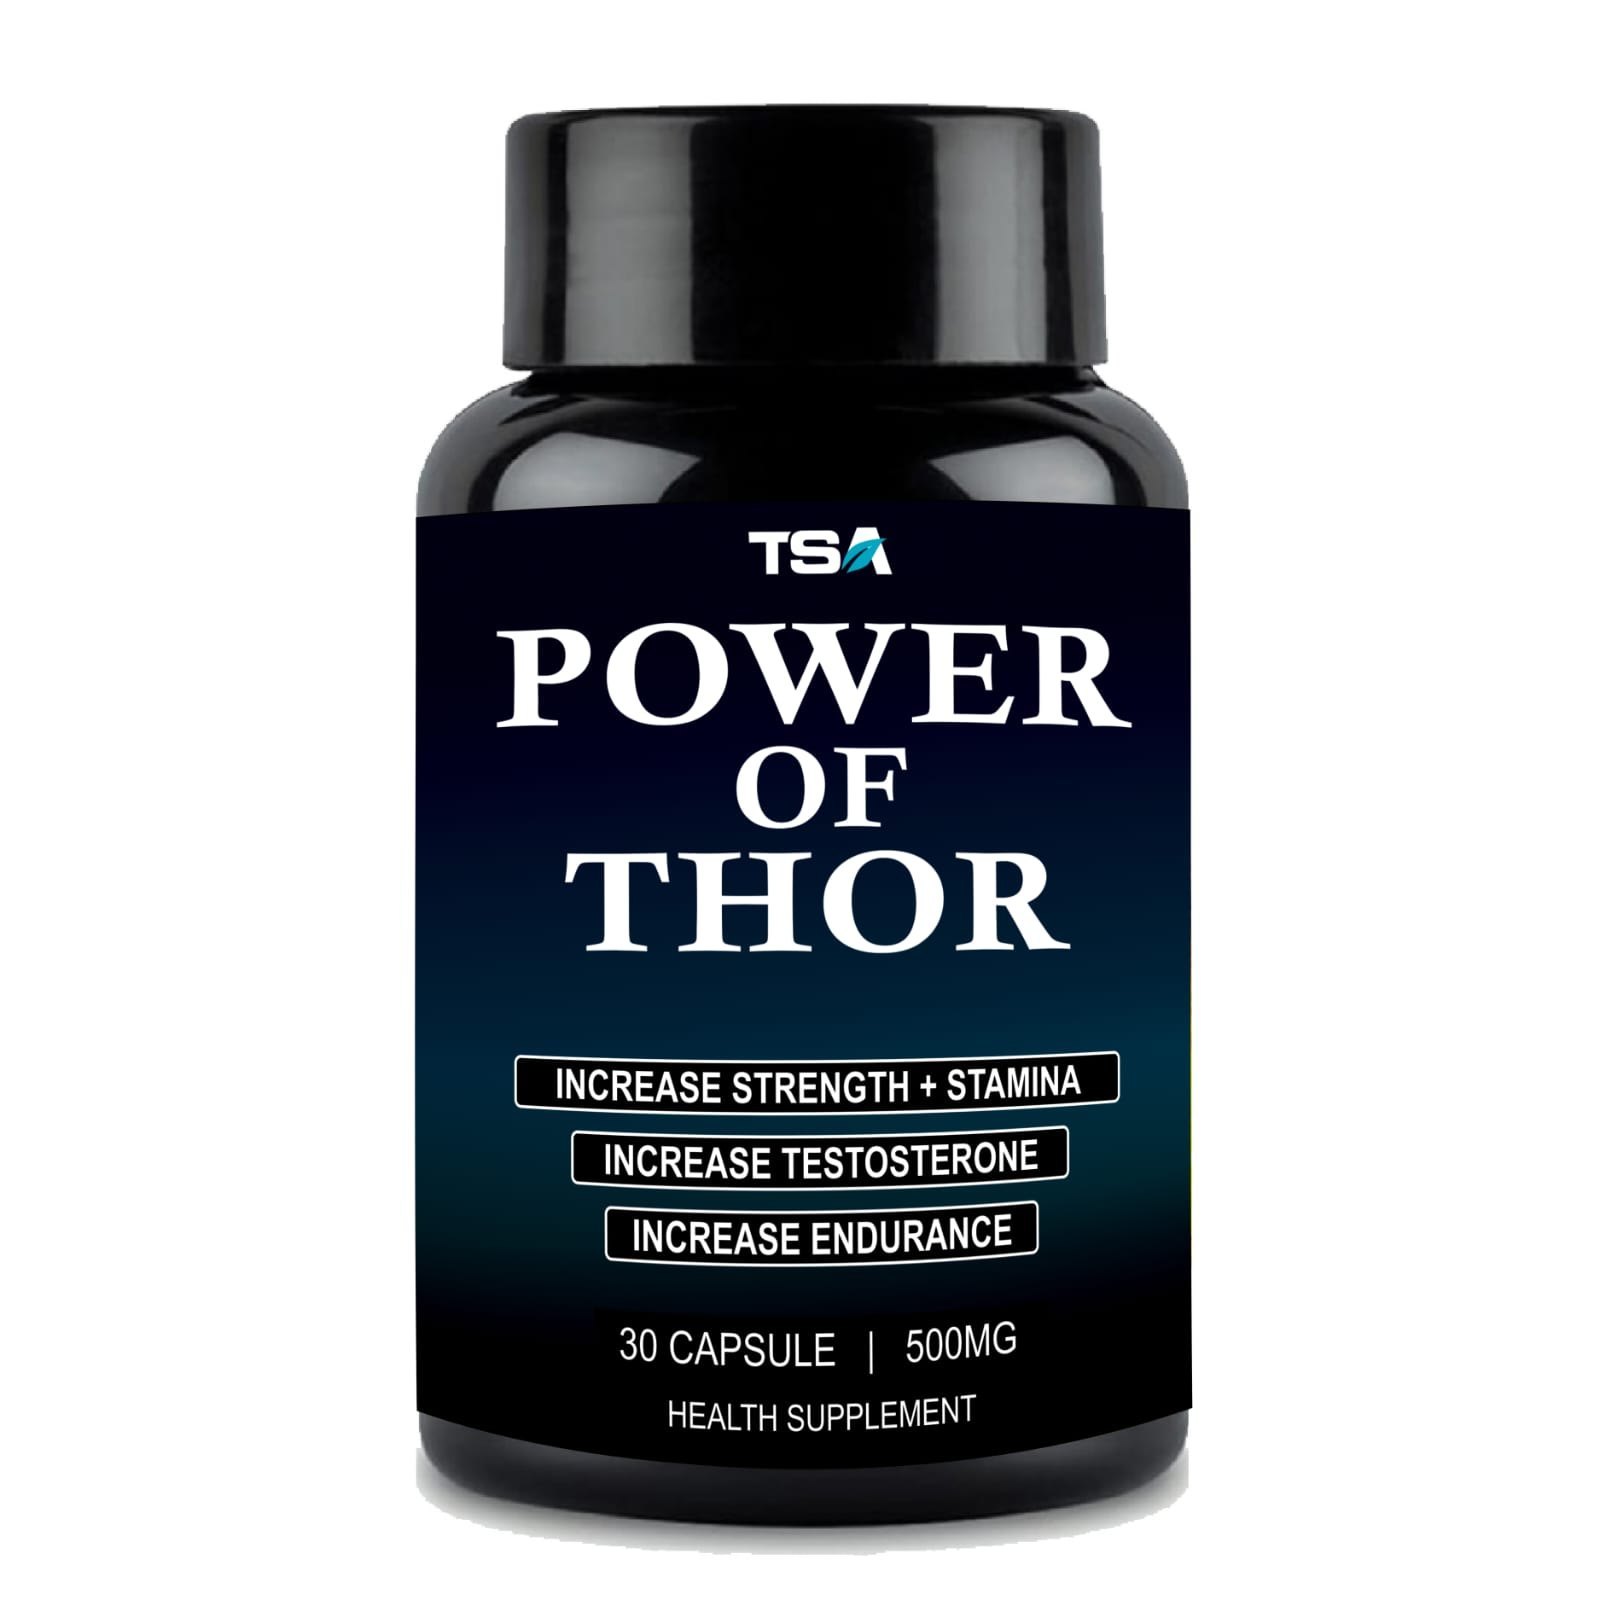 TSA
POWER
OF
THOR
INCREASE STRENGTH + STAMINA
INCREASE TESTOSTERONE
INCREASE ENDURANCE
30 CAPSULE | 500MG
HEALTH SUPPLEMENT